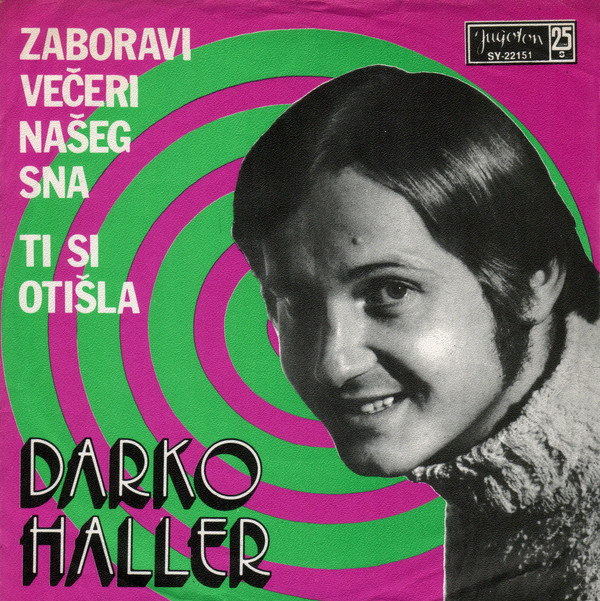 ZABORAVI
VEČERI
NAŠEG
SNA
TI SI
OTIŠLA
Jugoton
SY-22151
25
DARKO
HALLER